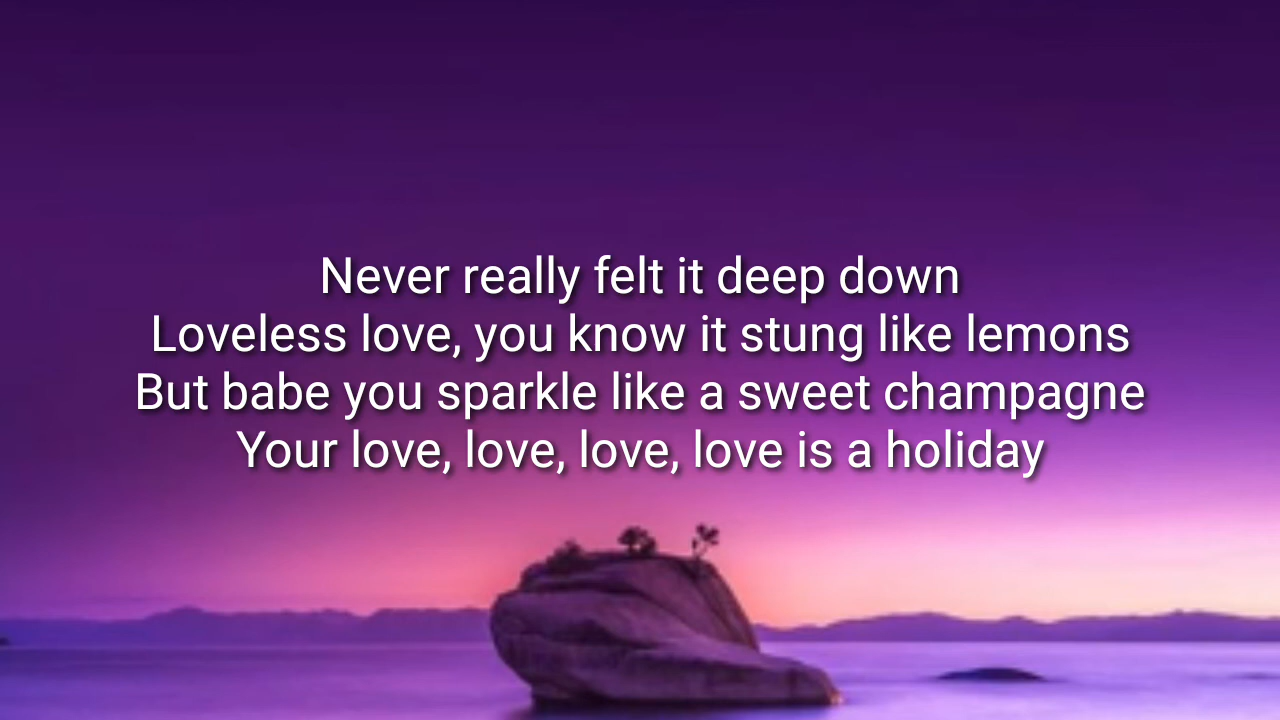 Never really felt it deep down
Loveless love, you know it stung like lemons
But babe you sparkle like a sweet champagne
Your love, love, love, love is a holiday